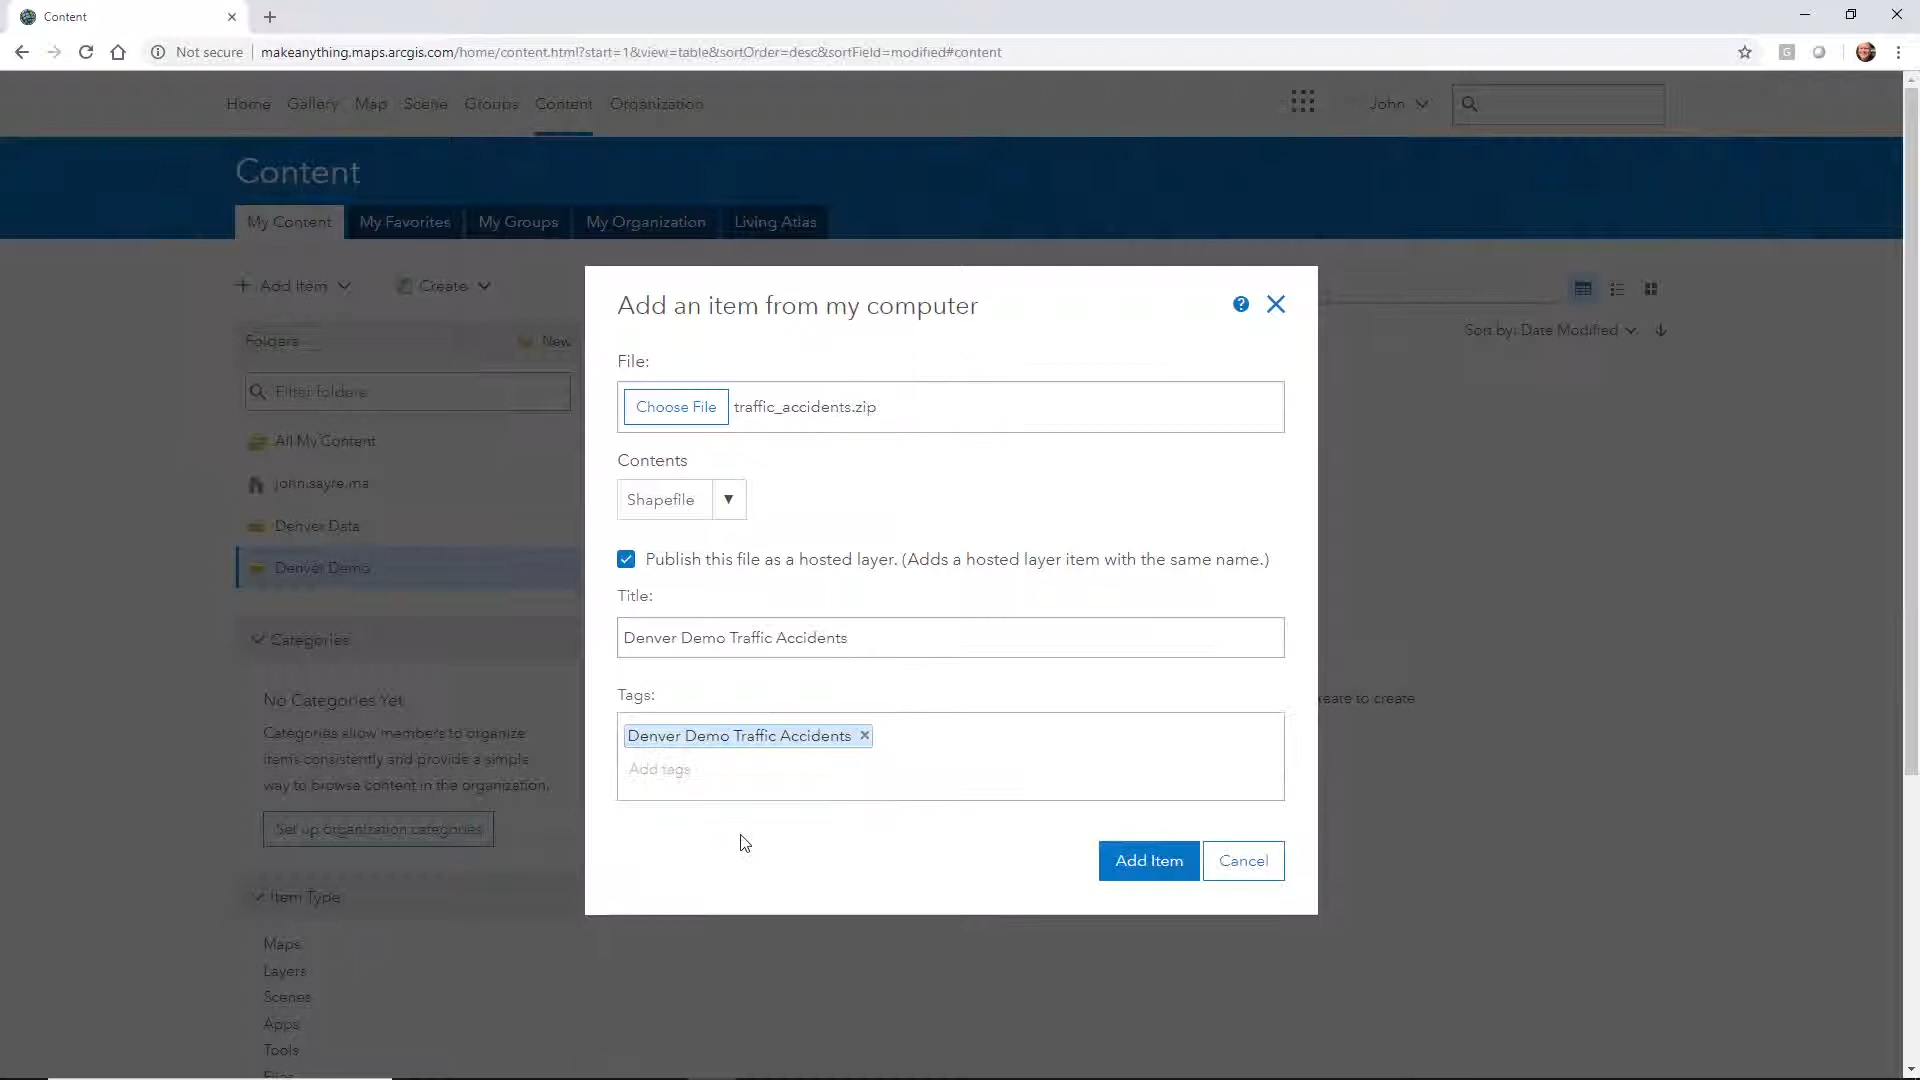 Content
Not secure
makeanything.maps.arcgis.com/home/content.html?start=1&view=table&sortOrder=desc&sortField=modified#content
Home Gallery Map Scene Groups Content Organization
John
Content
My Content My Favorites My Groups My Organization Living Atlas
Add Item Create
Folders New
Filter folders
All My Content
john.sayre.ma
Denver Data
Denver Demo
Categories
No Categories Yet
Categories allow members to organize
items consistently and provide a simple
way to browse content in the organization.
Set up organization categories
Item Type
Maps
Layers
Scenes
Apps
Tools
Files
Sort by: Date Modified
reate to create
Add an item from my computer
File:
Choose File traffic_accidents.zip
Contents
Shapefile
Publish this file as a hosted layer. (Adds a hosted layer item with the same name.)
Title:
Denver Demo Traffic Accidents
Tags:
Denver Demo Traffic Accidents
Add tags
Add Item Cancel